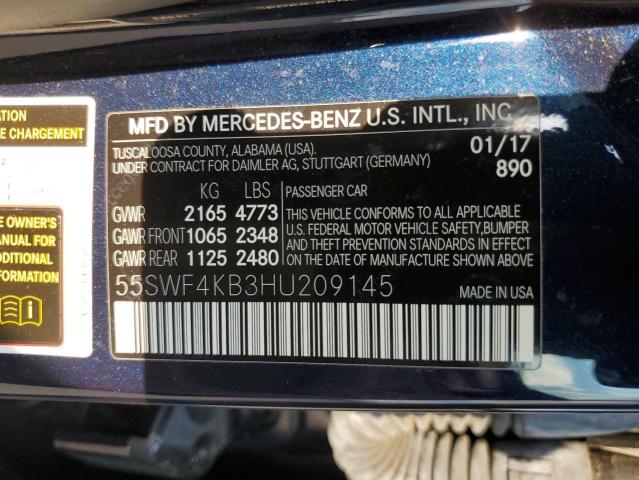 ATION
E CHARGEMENT
E OWNER'S
ANUAL FOR
DDITIONAL
ORMATION
MFD BY MERCEDES-BENZ U.S. INTL., INC.
TUSCALOOSA COUNTY, ALABAMA (USA). 01/17
UNDER CONTRACT FOR DAIMLER AG, STUTTGART (GERMANY) 890
KG LBS PASSENGER CAR
GVWR 2165 4773 THIS VEHICLE CONFORMS TO ALL APPLICABLE
GAWR FRONT 1065 2348 U.S. FEDERAL MOTOR VEHICLE SAFETY,BUMPER
GAWR REAR 1125 2480 AND THEFT PREVENTION STANDARDS IN EFFECT
ON THE DATE OF MANUFACTURE SHOWN ABOVE.
55SWF4KB3HU209145 MADE IN USA